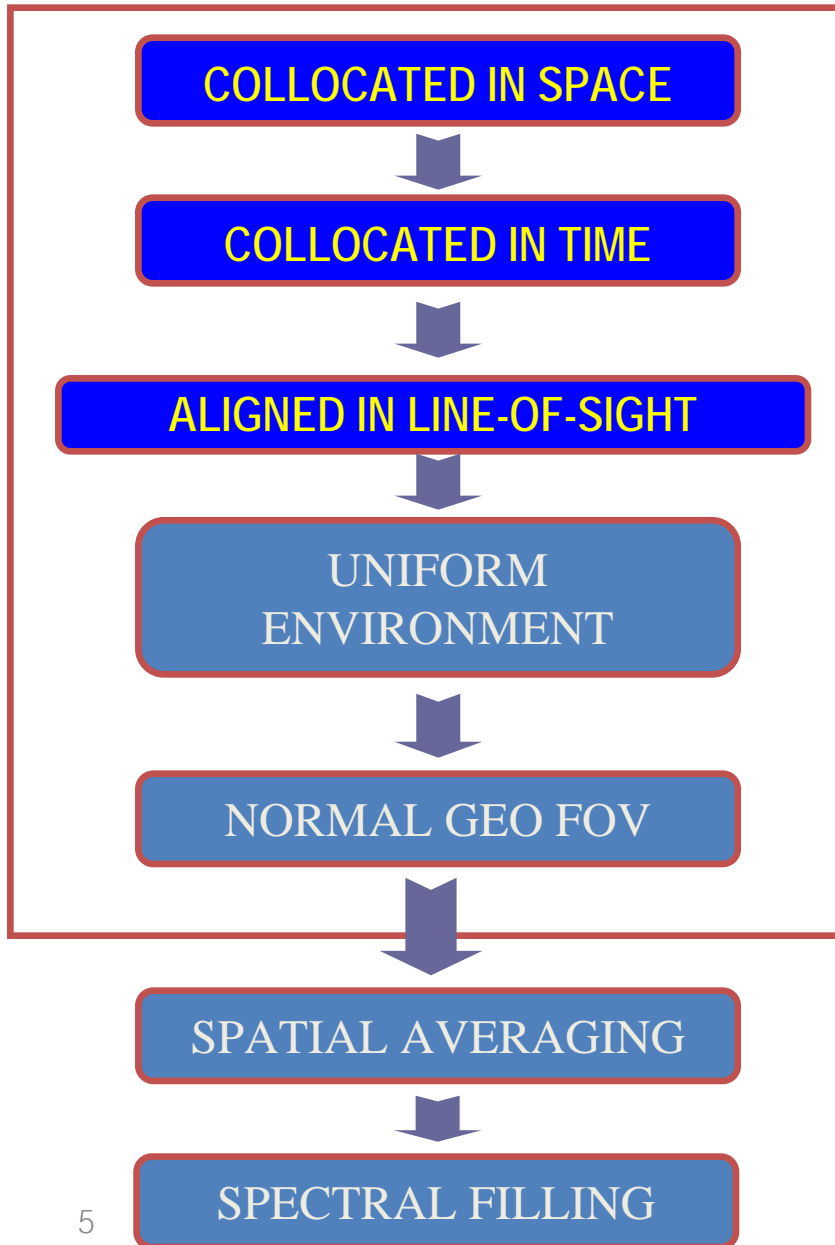 COLLOCATED IN SPACE
COLLOCATED IN TIME
ALIGNED IN LINE-OF-SIGHT
UNIFORM
ENVIRONMENT
NORMAL GEO FOV
SPATIAL AVERAGING
SPECTRAL FILLING
5